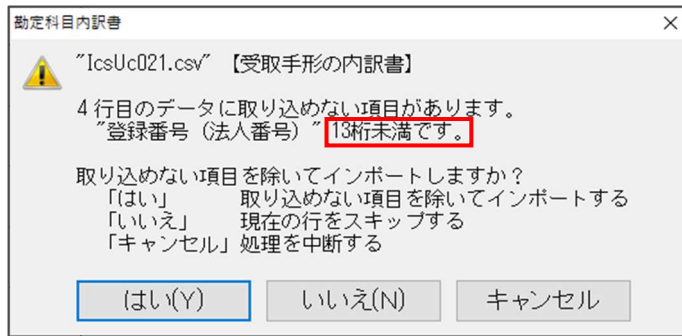 勘定科目内訳書
"IcsUc021.csv" 【受取手形の内訳書】
4行目のデータに取り込めない項目があります。
"登録番号（法人番号）" 13桁未満です。
取り込めない項目を除いてインポートしますか？
「はい」 取り込めない項目を除いてインポートする
「いいえ」 現在の行をスキップする
「キャンセル」処理を中断する
はい(Y) いいえ(N) キャンセル